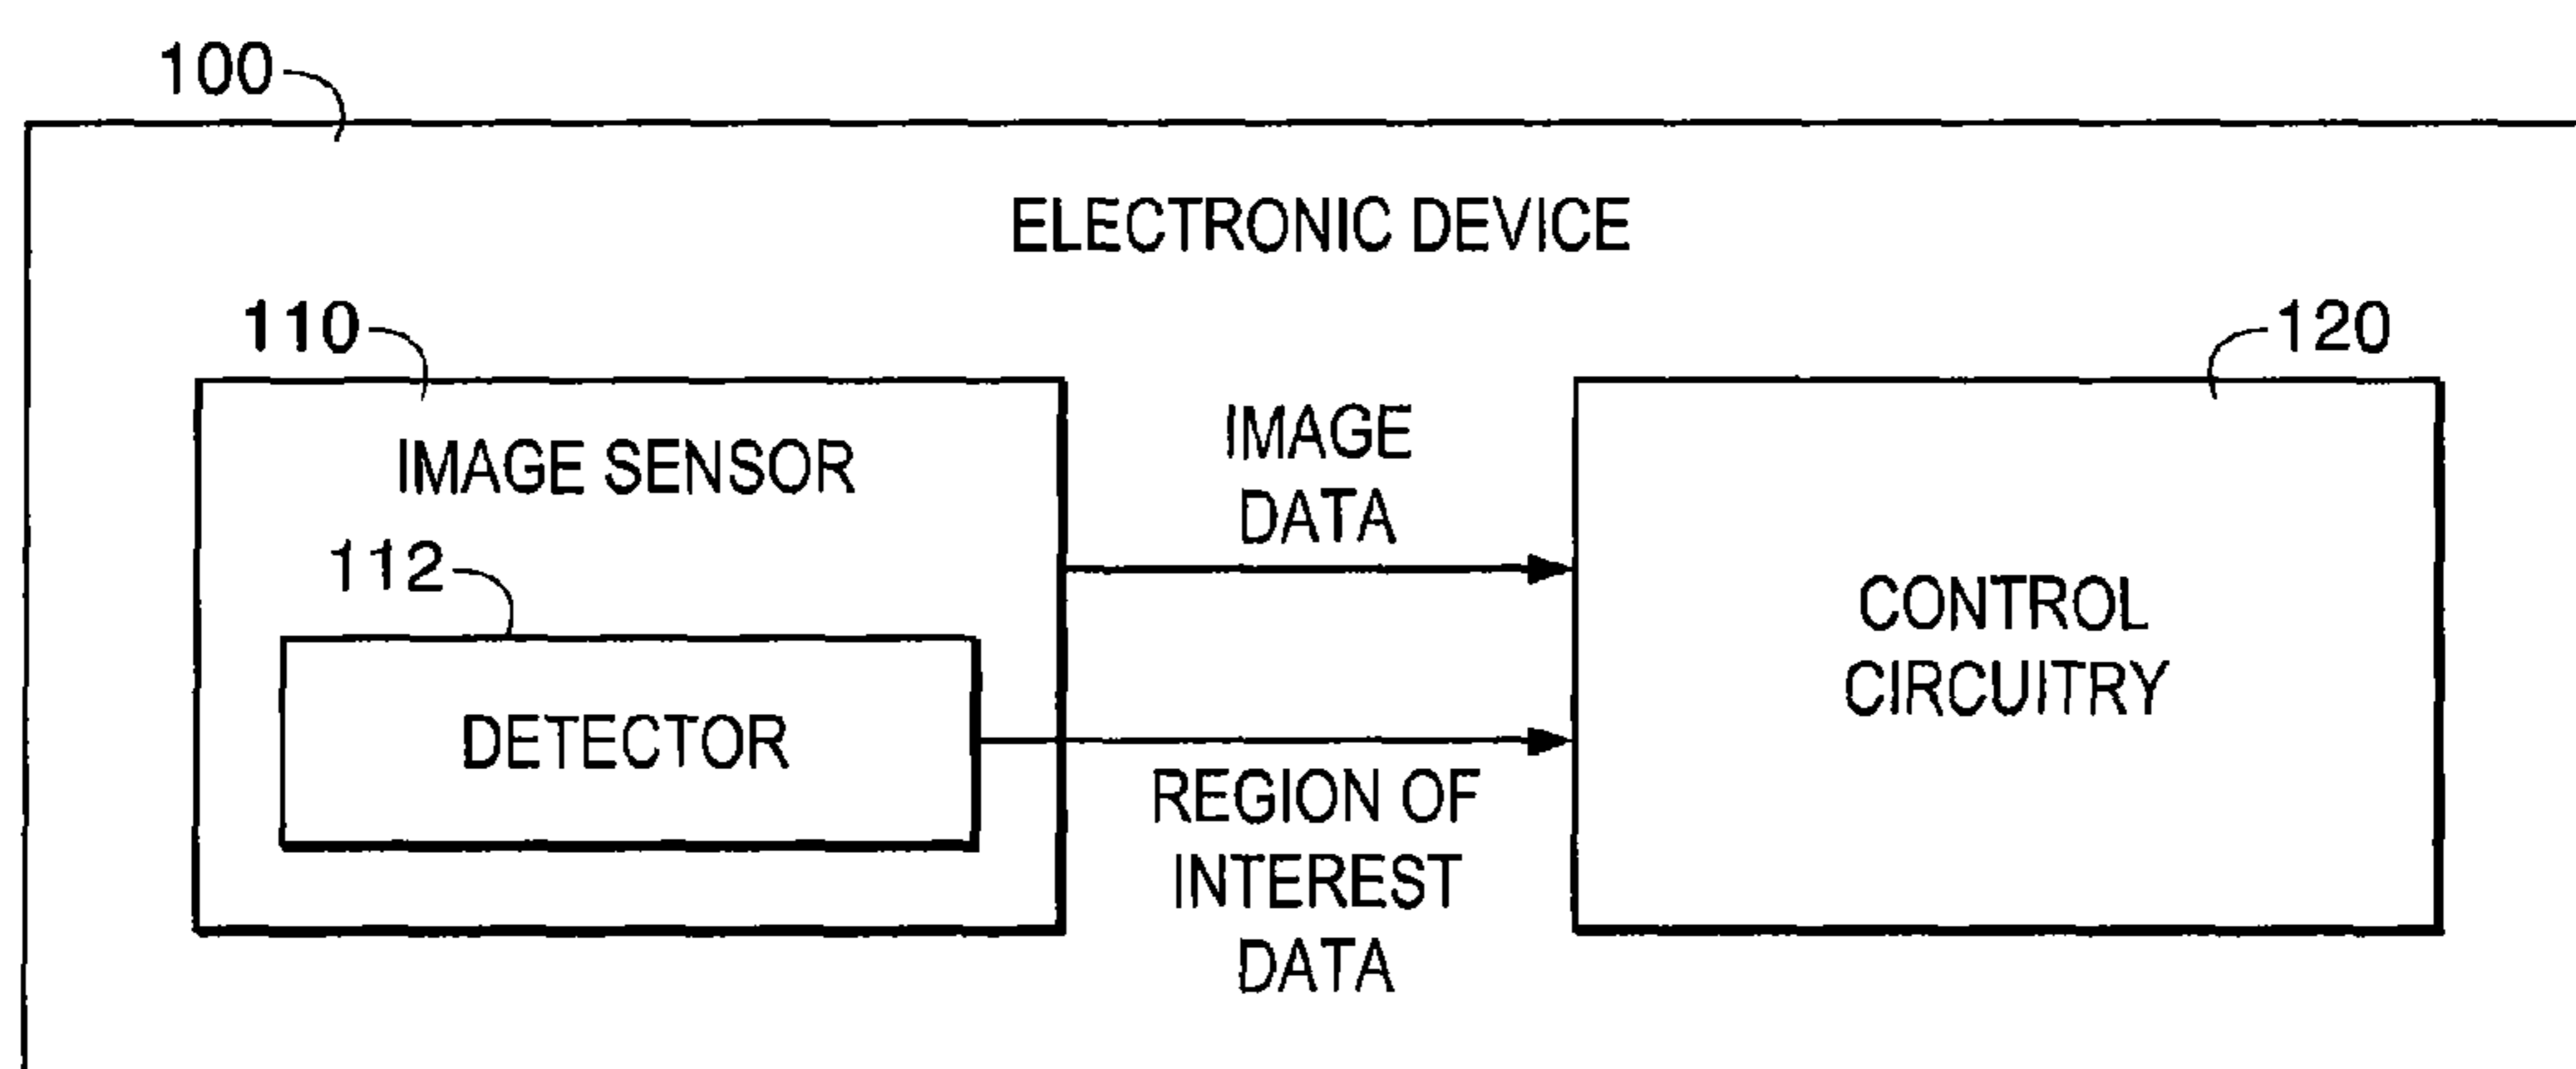 100
ELECTRONIC DEVICE
110
120
IMAGE SENSOR
IMAGE
DATA
112
DETECTOR
CONTROL
CIRCUITRY
REGION OF
INTEREST
DATA